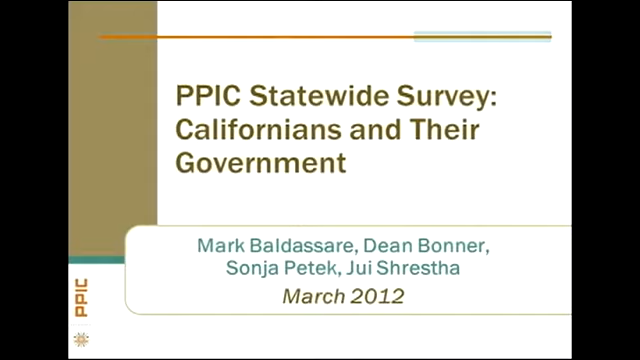 PPIC Statewide Survey:
Californians and Their
Government
Mark Baldassare, Dean Bonner,
Sonja Petek, Jui Shrestha
March 2012
PPIC